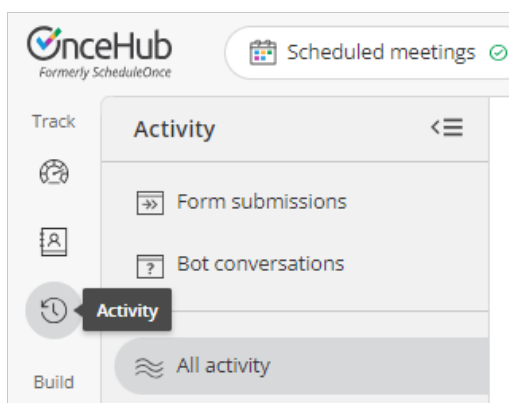 OnceHub
Formerly ScheduleOnce
Scheduled meetings
Track
Activity
Form submissions
? Bot conversations
Activity
All activity
Build